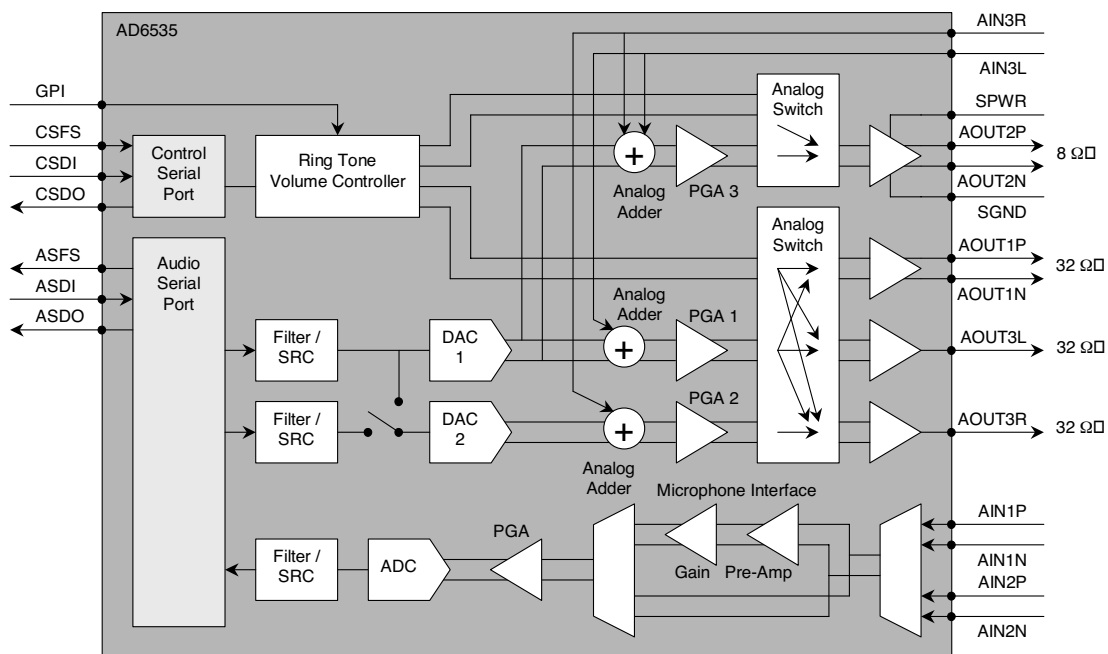 AD6535
AIN3R
AIN3L
GPI
CSFS
CSDI
CSDO
Control
Serial
Port
Ring Tone
Volume Controller
+
Analog
Adder
PGA 3
Analog
Switch
SPWR
AOUT2P
8 Ω□
AOUT2N
SGND
ASFS
ASDI
ASDO
Audio
Serial
Port
Analog
Switch
AOUT1P
32 Ω□
AOUT1N
Filter /
SRC
DAC
1
Analog
Adder
+
PGA 1
AOUT3L
32 Ω□
Filter /
SRC
DAC
2
+
Analog
Adder
PGA 2
AOUT3R
32 Ω□
Microphone Interface
Filter /
SRC
ADC
PGA
Gain
Pre-Amp
AIN1P
AIN1N
AIN2P
AIN2N